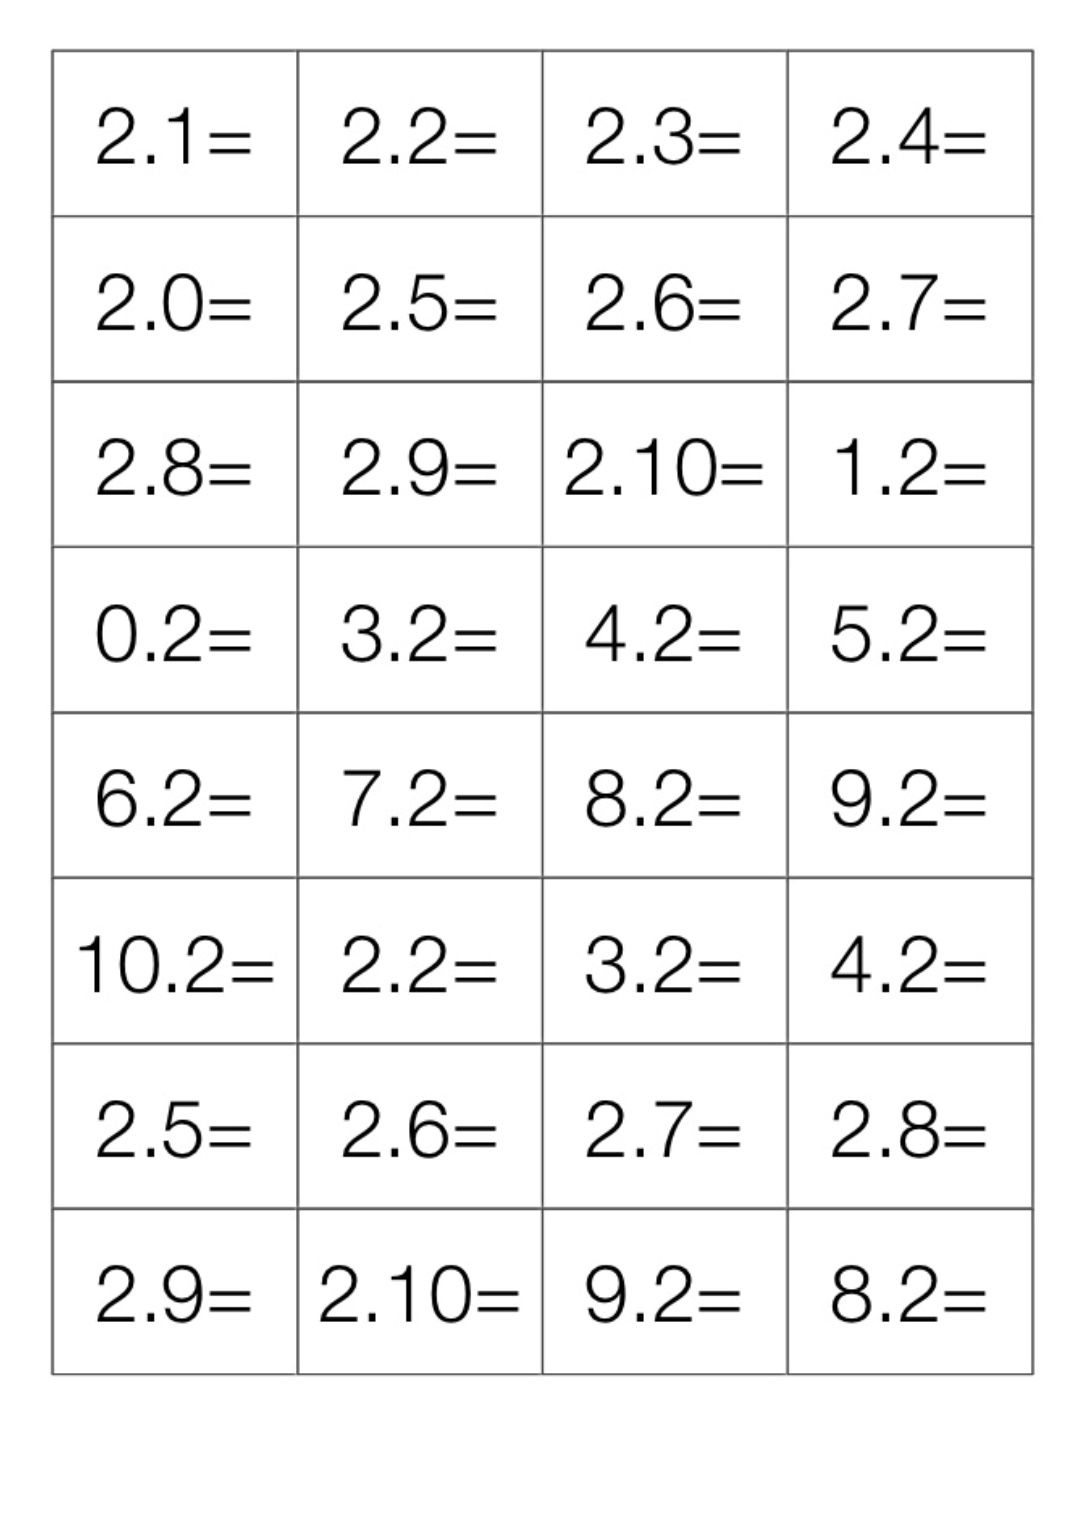 2.1= 2.2= 2.3= 2.4=
2.0= 2.5= 2.6= 2.7=
2.8= 2.9= 2.10= 1.2=
0.2= 3.2= 4.2= 5.2=
6.2= 7.2= 8.2= 9.2=
10.2= 2.2= 3.2= 4.2=
2.5= 2.6= 2.7= 2.8=
2.9= 2.10= 9.2= 8.2=